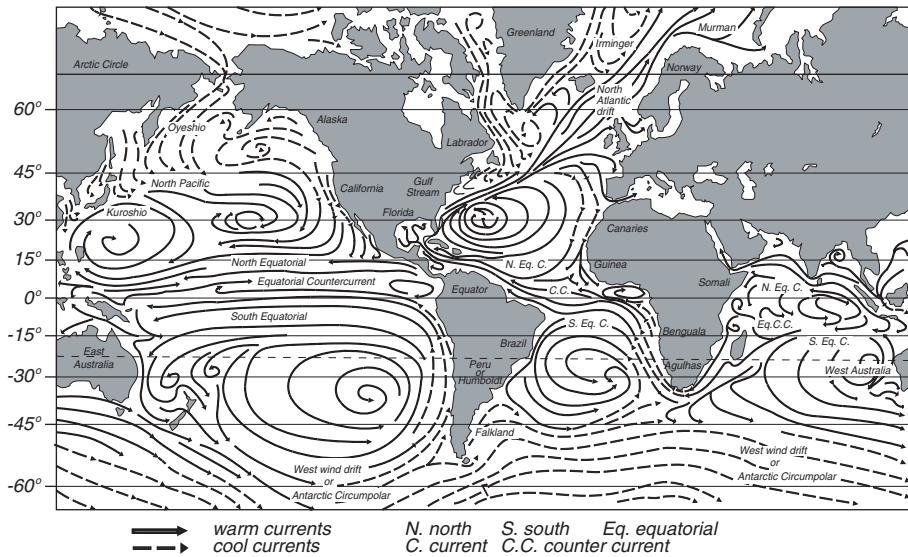 Greenland
Irminger
Murman
Arctic Circle
Norway
North
Atlantic
drift
60°
Alaska
Oyeshio
Labrador
45°
North Pacific
California
Gulf
Stream
Kuroshio
Florida
30°
Canaries
15°
North Equatorial
N. Eq. C.
Guinea
Somali
Equatorial Countercurrent
Equator
C.C.
N. Eq. C.
0°
South Equatorial
S. Eq. C.
Eq.C.C.
-15°
Benguala
East
Australia
Brazil
S. Eq. C.
Peru
or
Humboldt
Agulhas
West Australia
-30°
-45°
Falkland
West wind drift
or
Antarctic Circumpolar
West wind drift
or
Antarctic Circumpolar
-60°
warm currents N. north S. south Eq. equatorial
cool currents C. current C.C. counter current